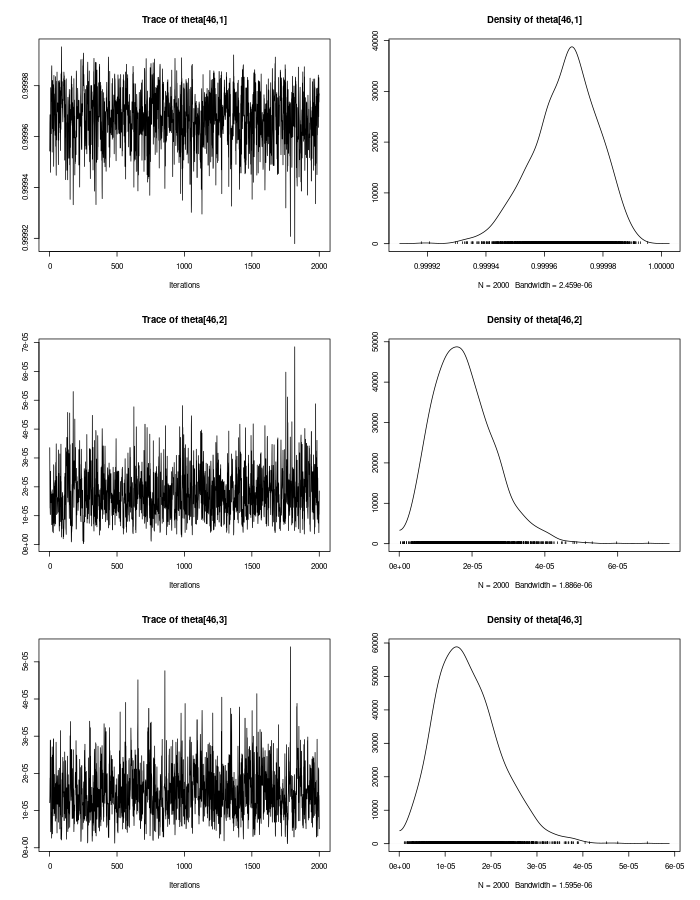 Trace of theta[46,1]
0.99992 0.99994 0.99996 0.99998
0 500 1000 1500 2000
Iterations
Density of theta[46,1]
0 10000 20000 30000 40000
0.99992 0.99994 0.99996 0.99998 1.00000
N = 2000 Bandwidth = 2.459e-06
Trace of theta[46,2]
0e+00 1e-05 2e-05 3e-05 4e-05 5e-05 6e-05 7e-05
0 500 1000 1500 2000
Iterations
Density of theta[46,2]
0 10000 20000 30000 40000 50000
0e+00 2e-05 4e-05 6e-05
N = 2000 Bandwidth = 1.886e-06
Trace of theta[46,3]
0e+00 1e-05 2e-05 3e-05 4e-05 5e-05
0 500 1000 1500 2000
Iterations
Density of theta[46,3]
0 10000 20000 30000 40000 50000 60000
0e+00 1e-05 2e-05 3e-05 4e-05 5e-05 6e-05
N = 2000 Bandwidth = 1.595e-06